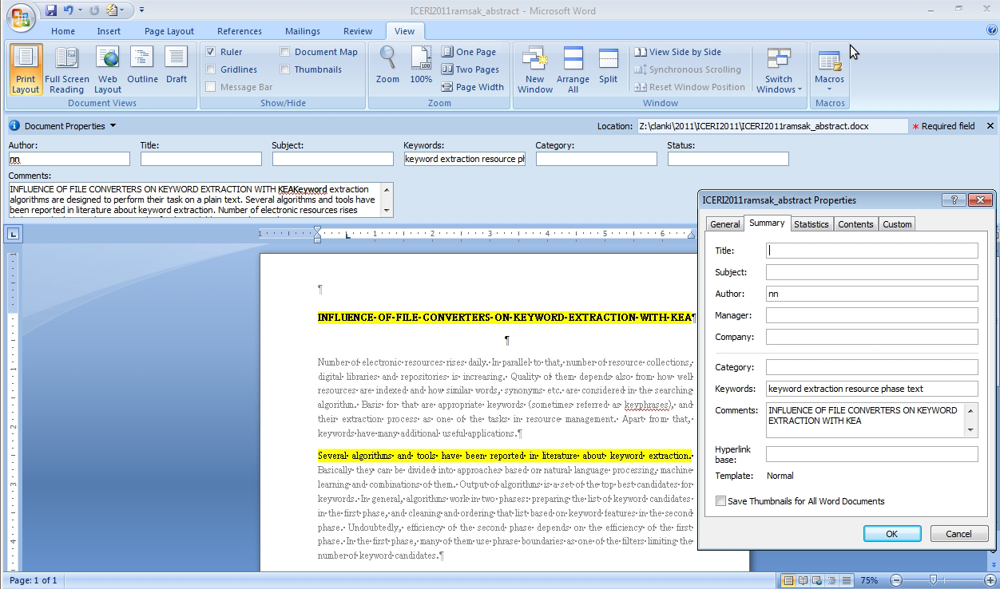 ICERI2011ramsak_abstract - Microsoft Word
Home Insert Page Layout References Mailings Review View
Print Layout
Full Screen Reading
Web Layout
Outline
Draft
Document Views
Ruler
Gridlines
Message Bar
Document Map
Thumbnails
Show/Hide
Zoom
100%
One Page
Two Pages
Page Width
Zoom
New Window
Arrange All
Split
View Side by Side
Synchronous Scrolling
Reset Window Position
Switch Windows
Window
Macros
Macros
Document Properties
Location: Z:\clanki\2011\ICERI2011\ICERI2011ramsak_abstract.docx
* Required field
Author: Title: Subject: Keywords: Category: Status:
nn keyword extraction resource ph
Comments:
INFLUENCE OF FILE CONVERTERS ON KEYWORD EXTRACTION WITH KEAKeyword extraction
algorithms are designed to perform their task on a plain text. Several algorithms and tools have
been reported in literature about keyword extraction. Number of electronic resources rises
1 1 2 3 4 5 6
1
1
2
3
4
¶
INFLUENCE·OF·FILE·CONVERTERS·ON·KEYWORD·EXTRACTION·WITH·KEA¶
¶
Number·of·electronic·resources·rises·daily.·In·parallel·to·that,·number·of·resource·collections,·
digital·libraries·and·repositories·is·increasing.·Quality·of·them·depends·also·from·how·well·
resources·are·indexed·and·how·similar·words,·synonyms·etc.·are·considered·in·the·searching·
algorithm.·Basis·for·that·are·appropriate·keywords·(sometimes·referred·as·keyphrases),·and·
their·extraction·process·as·one·of·the·tasks·in·resource·management.·Apart·from·that,·
keywords·have·many·additional·useful·applications.¶
Several·algorithms·and·tools·have·been·reported·in·literature·about·keyword·extraction.·
Basically·they·can·be·divided·into·approaches·based·on·natural·language·processing,·machine·
learning·and·combinations·of·them.·Output·of·algorithms·is·a·set·of·the·top·best·candidates·for·
keywords.·In·general,·algorithms·work·in·two·phases:·preparing·the·list·of·keyword·candidates·
in·the·first·phase,·and·cleaning·and·ordering·that·list·based·on·keyword·features·in·the·second·
phase.·Undoubtedly,·efficiency·of·the·second·phase·depends·on·the·efficiency·of·the·first·
phase.·In·the·first·phase,·many·of·them·use·phrase·boundaries·as·one·of·the·filters·limiting·the·
number·of·keyword·candidates.¶
ICERI2011ramsak_abstract Properties
General Summary Statistics Contents Custom
Title:
Subject:
Author: nn
Manager:
Company:
Category:
Keywords: keyword extraction resource phase text
Comments: INFLUENCE OF FILE CONVERTERS ON KEYWORD
EXTRACTION WITH KEA
Hyperlink
base:
Template: Normal
Save Thumbnails for All Word Documents
OK Cancel
Page: 1 of 1
75%